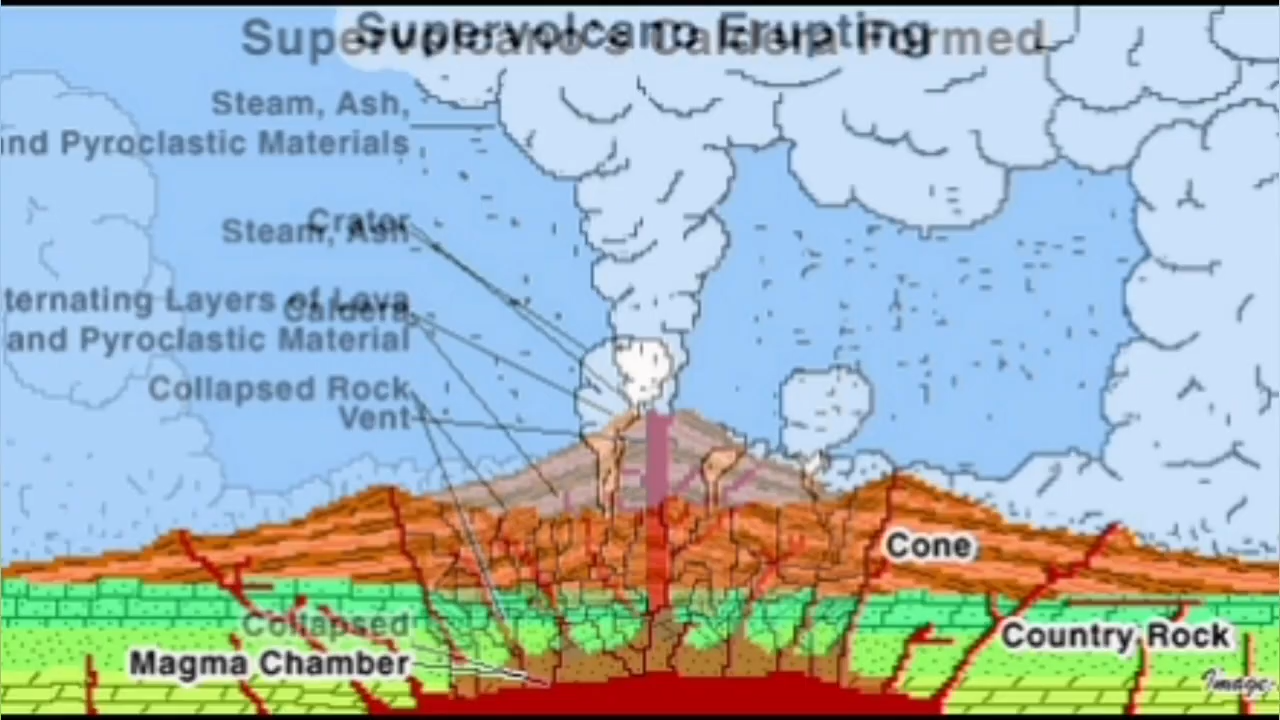 Supervolcano Erupting
Supervolcano's Caldera Formed
Steam, Ash,
and Pyroclastic Materials
Crater
Steam, Ash
Alternating Layers of Lava
Caldera
and Pyroclastic Material
Collapsed Rock
Vent
Cone
Collapsed
Country Rock
Magma Chamber
Image